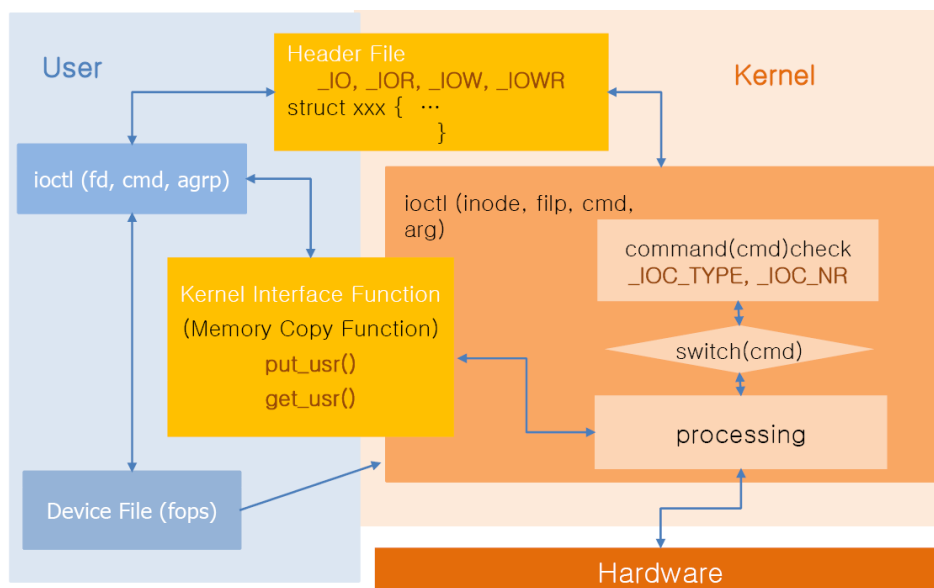 User
Header File
_IO, _IOR, _IOW, _IOWR
struct xxx { ···
}
Kernel
ioctl (fd, cmd, agrp)
ioctl (inode, filp, cmd,
arg)
command(cmd)check
_IOC_TYPE, _IOC_NR
Kernel Interface Function
(Memory Copy Function)
put_usr()
get_usr()
switch(cmd)
processing
Device File (fops)
Hardware